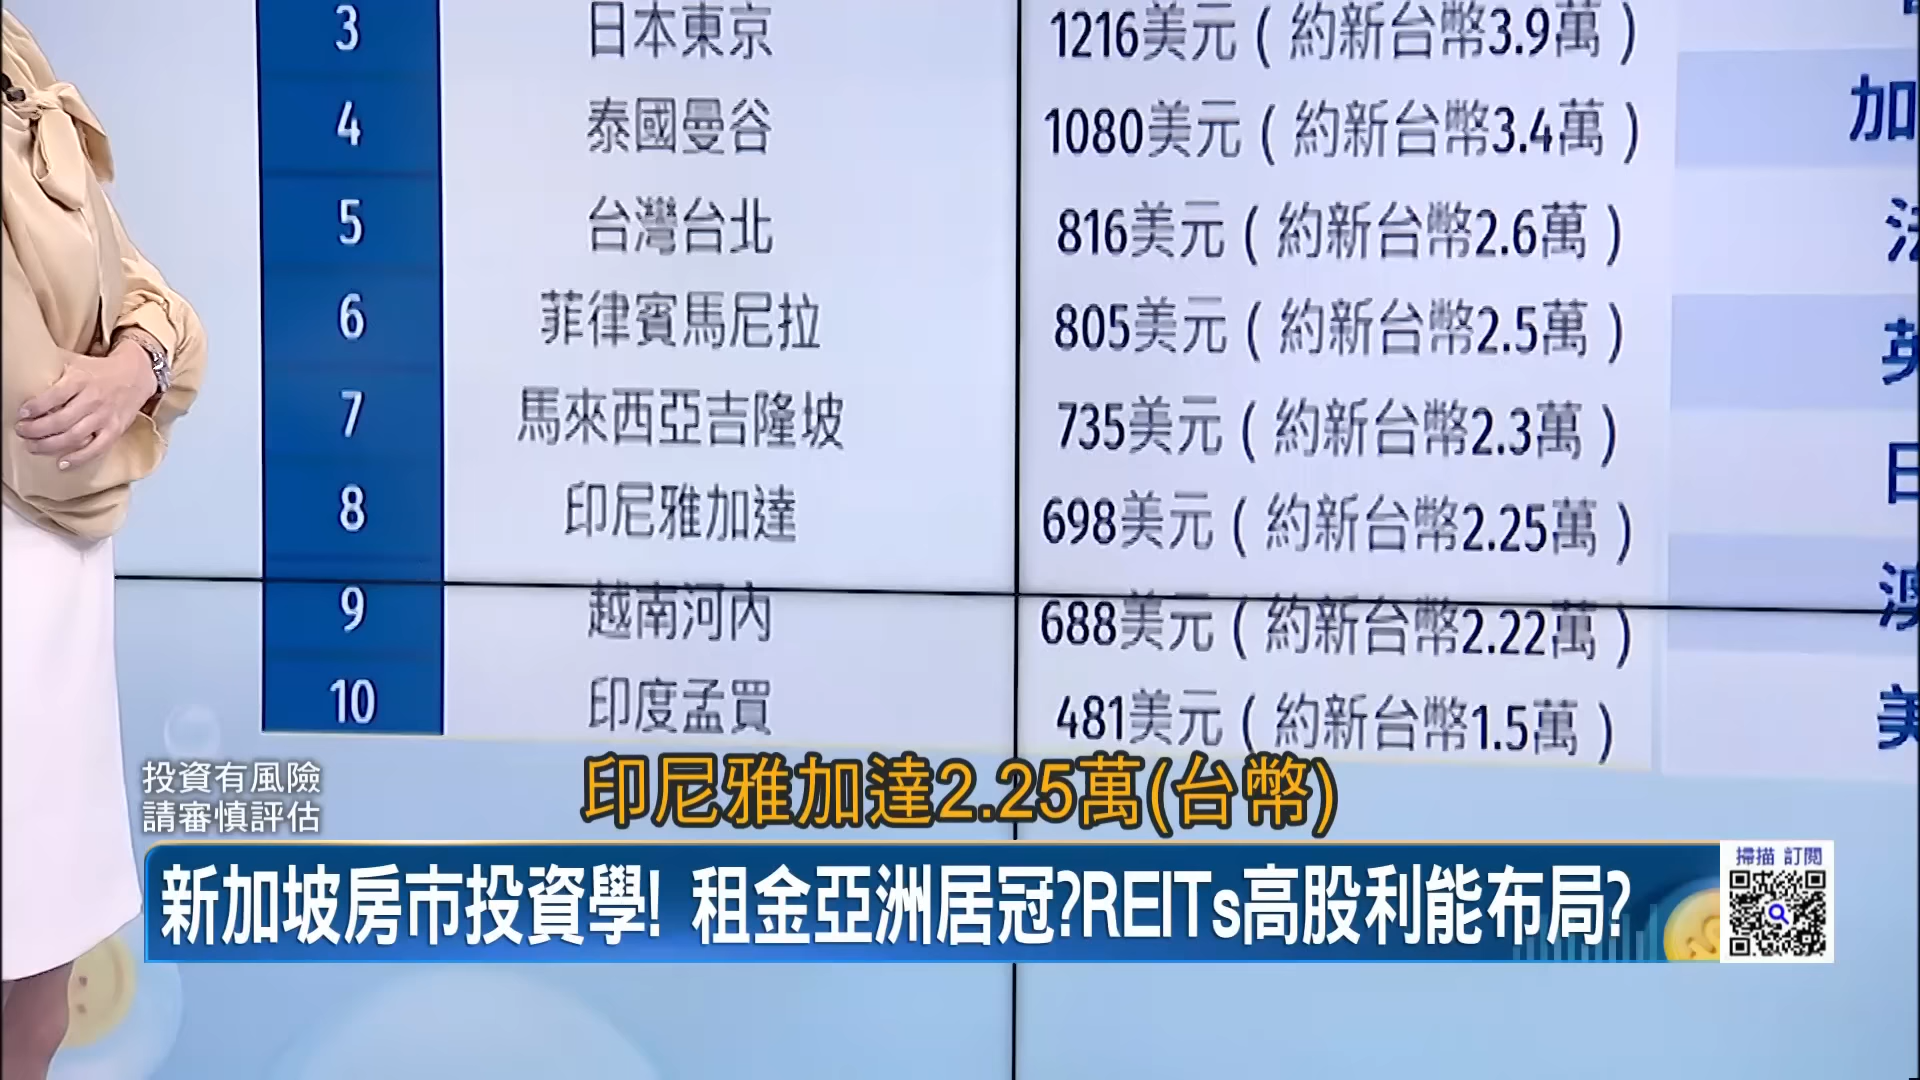 3 日本東京 1216美元（約新台幣3.9萬）
4 泰國曼谷 1080美元（約新台幣3.4萬）
5 台灣台北 816美元（約新台幣2.6萬）
6 菲律賓馬尼拉 805美元（約新台幣2.5萬）
7 馬來西亞吉隆坡 735美元（約新台幣2.3萬）
8 印尼雅加達 698美元（約新台幣2.25萬）
9 越南河內 688美元（約新台幣2.22萬）
10 印度孟買 481美元（約新台幣1.5萬）
加
日
美
印尼雅加達2.25萬(台幣)
投資有風險
請審慎評估
新加坡房市投資學! 租金亞洲居冠?REITs高股利能布局?
掃描 訂閱